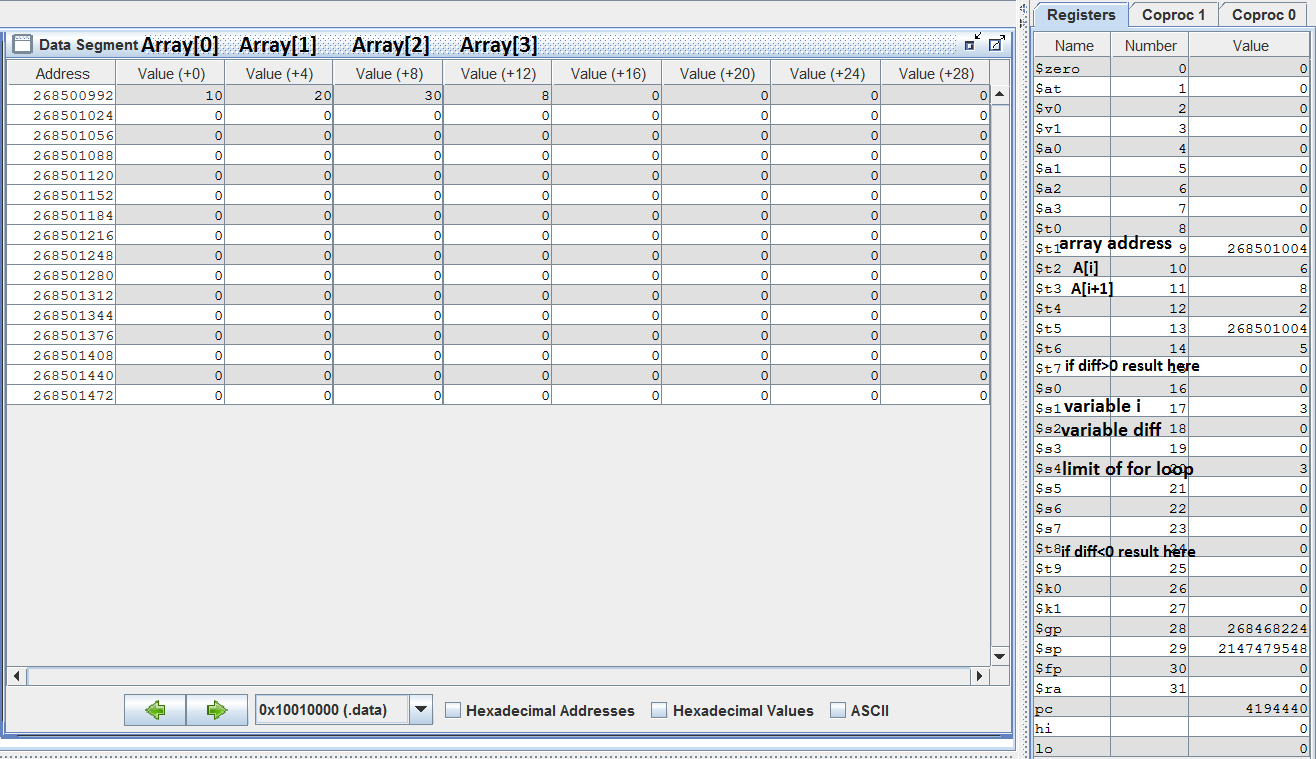 Data Segment Array[0] Array[1] Array[2] Array[3]
Address Value (+0) Value (+4) Value (+8) Value (+12) Value (+16) Value (+20) Value (+24) Value (+28)
268500992 10 20 30 8 0 0 0 0
268501024 0 0 0 0 0 0 0 0
268501056 0 0 0 0 0 0 0 0
268501088 0 0 0 0 0 0 0 0
268501120 0 0 0 0 0 0 0 0
268501152 0 0 0 0 0 0 0 0
268501184 0 0 0 0 0 0 0 0
268501216 0 0 0 0 0 0 0 0
268501248 0 0 0 0 0 0 0 0
268501280 0 0 0 0 0 0 0 0
268501312 0 0 0 0 0 0 0 0
268501344 0 0 0 0 0 0 0 0
268501376 0 0 0 0 0 0 0 0
268501408 0 0 0 0 0 0 0 0
268501440 0 0 0 0 0 0 0 0
268501472 0 0 0 0 0 0 0 0
0x10010000 (.data) Hexadecimal Addresses Hexadecimal Values ASCII
Registers Coproc 1 Coproc 0
Name Number Value
$zero 0 0
$at 1 0
$v0 2 0
$v1 3 0
$a0 4 0
$a1 5 0
$a2 6 0
$a3 7 0
$t0 8 0
$t1 array address 9 268501004
$t2 A[i] 10 6
$t3 A[i+1] 11 8
$t4 12 2
$t5 13 268501004
$t6 14 5
$t7 if diff>0 result here 15 0
$s0 16 0
$s1 variable i 17 3
$s2 variable diff 18 0
$s3 19 0
$s4 limit of for loop 20 3
$s5 21 0
$s6 22 0
$s7 23 0
$t8 if diff<0 result here 24 0
$t9 25 0
$k0 26 0
$k1 27 0
$gp 28 268468224
$sp 29 2147479548
$fp 30 0
$ra 31 0
pc 4194440
hi 0
lo 0